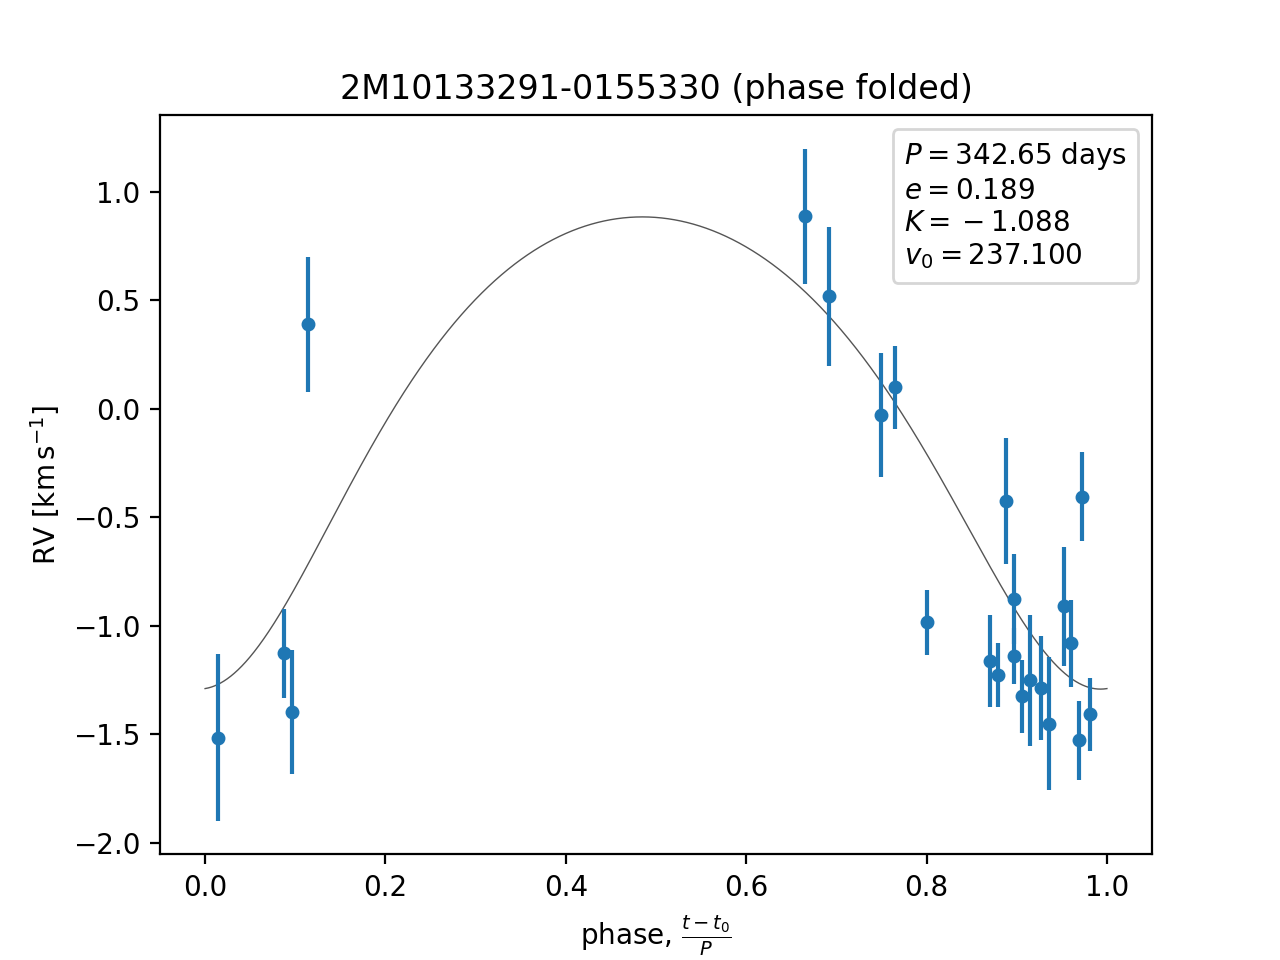 2M10133291-0155330 (phase folded)
P = 342.65 days
e = 0.189
K = −1.088
v₀ = 237.100
1.0
0.5
0.0
−0.5
−1.0
−1.5
−2.0
RV [km s⁻¹]
0.0 0.2 0.4 0.6 0.8 1.0
phase, (t − t₀)/P